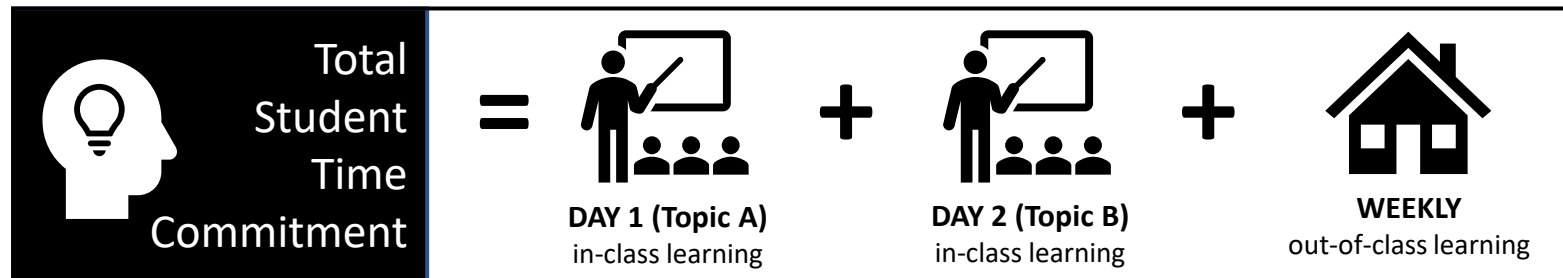 Total
Student
Time
Commitment
=
+
+
DAY 1 (Topic A)
in-class learning
DAY 2 (Topic B)
in-class learning
WEEKLY
out-of-class learning